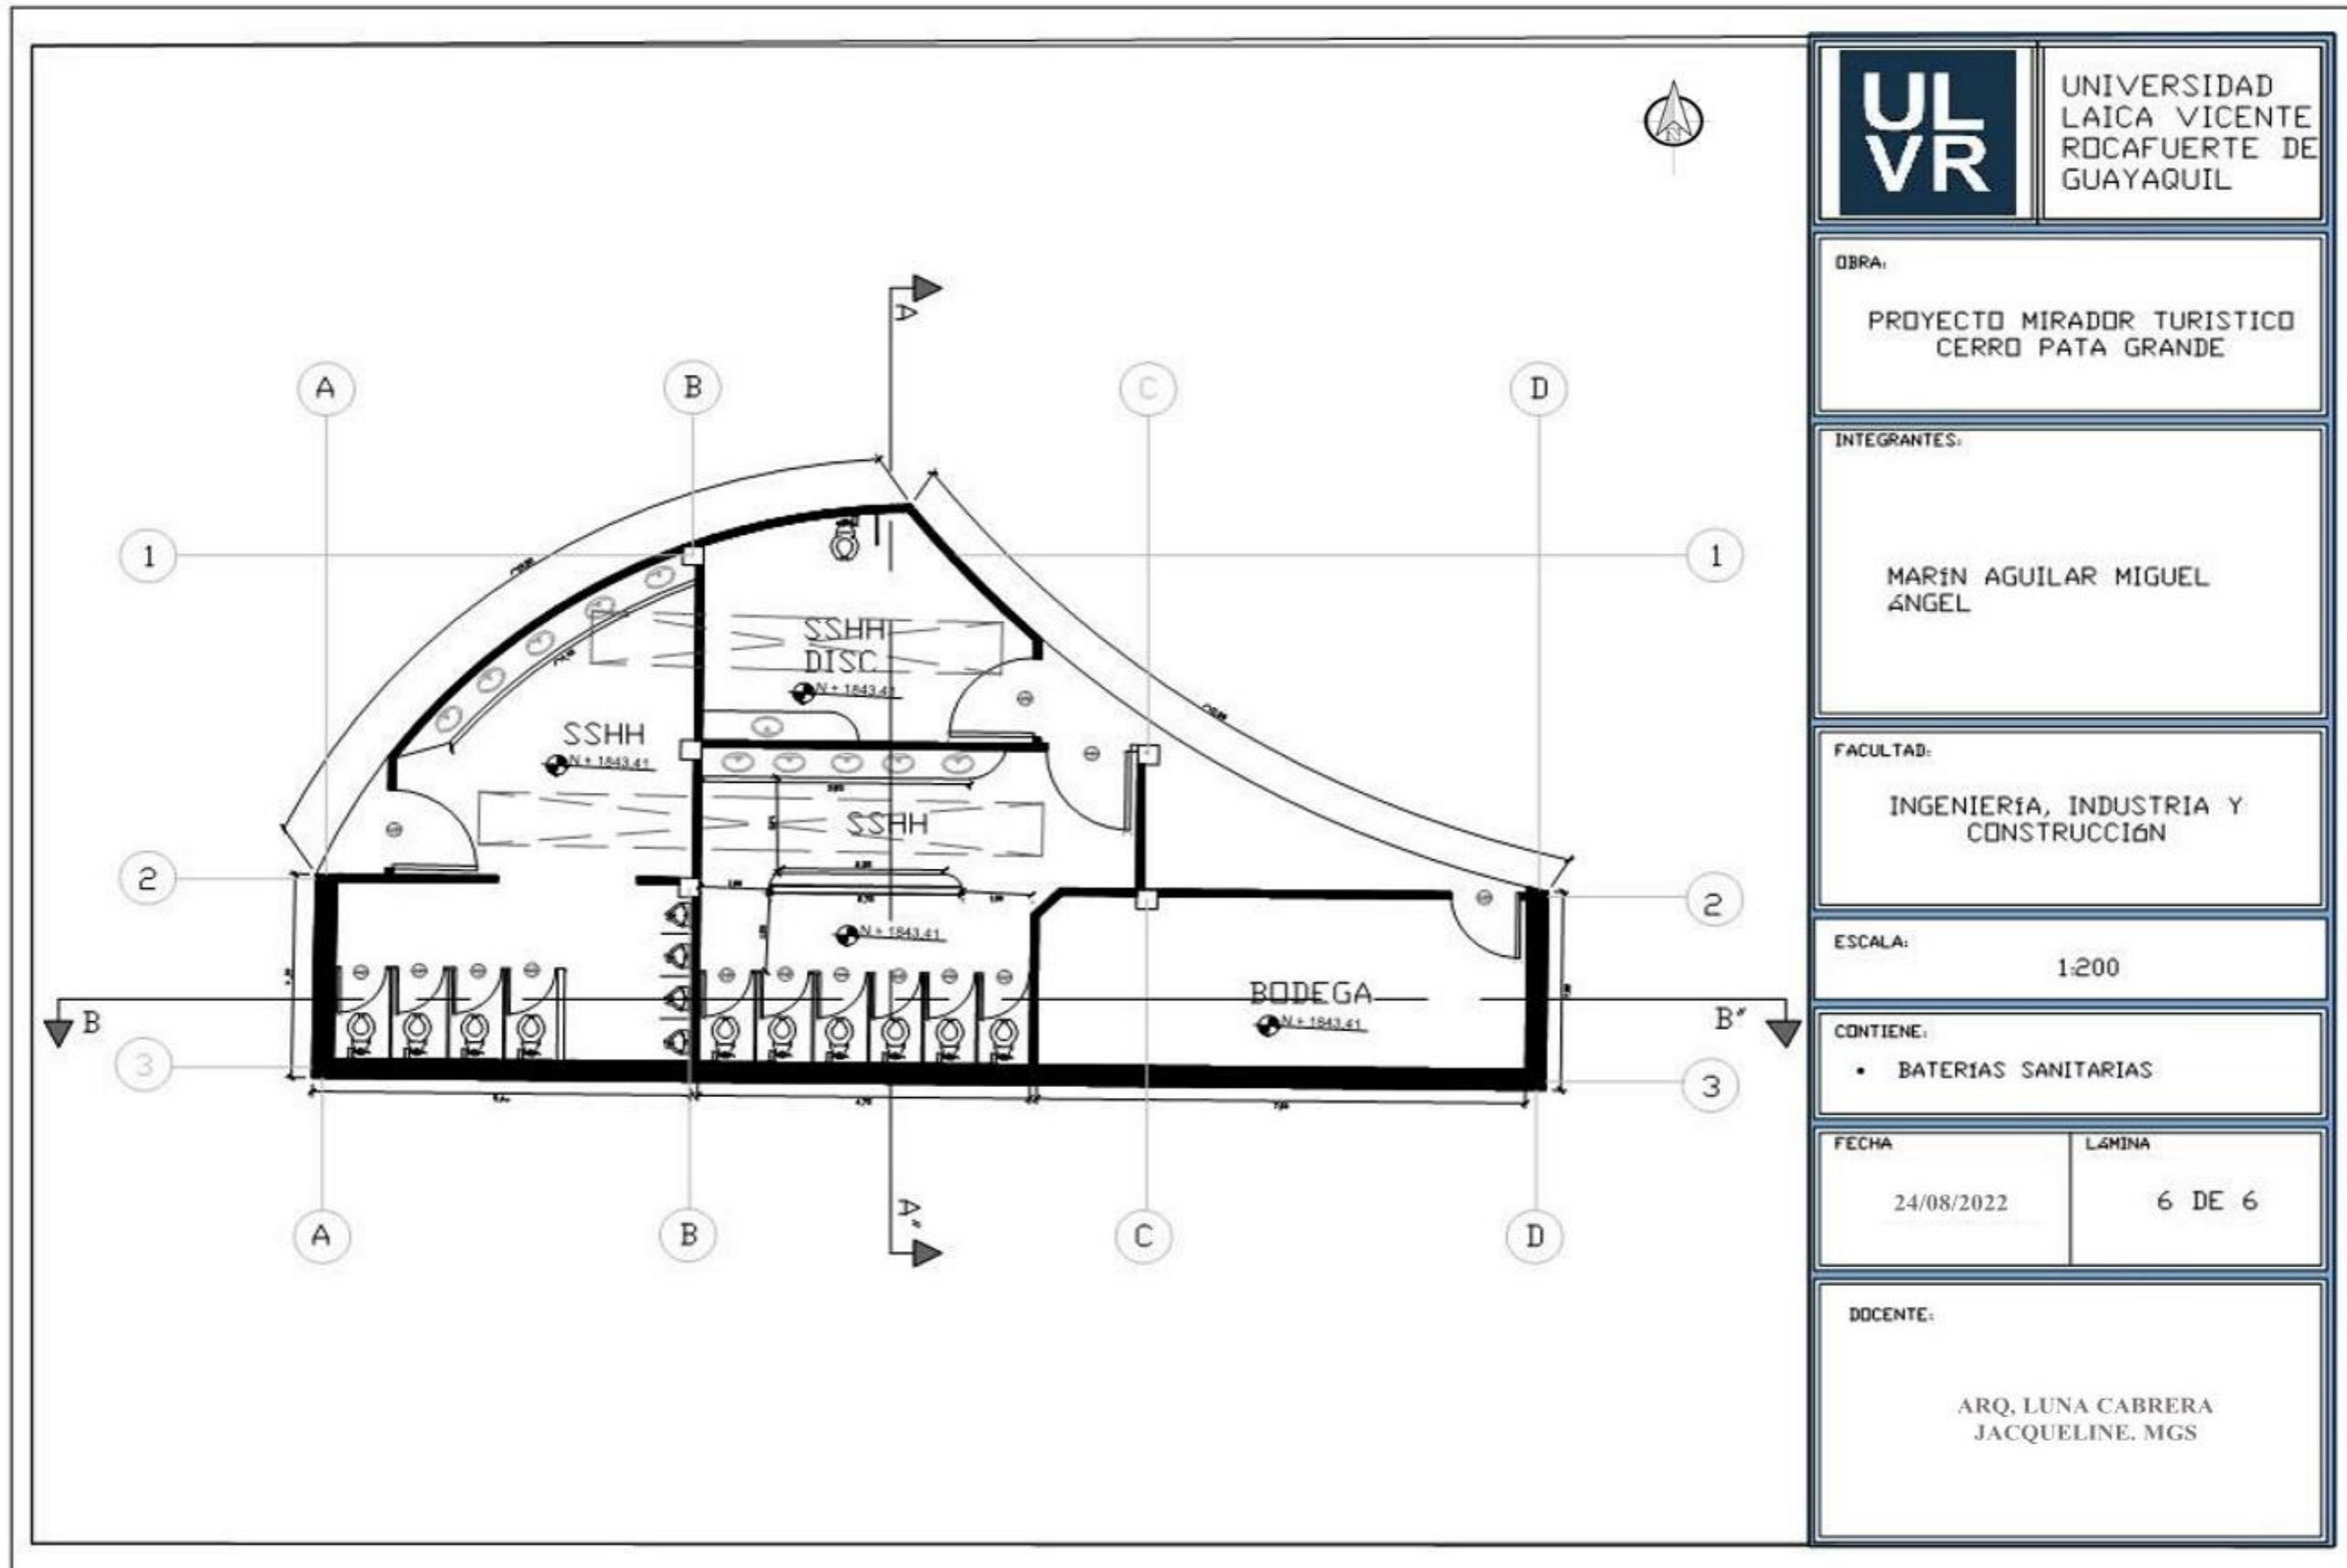 A
A
B
C
D
1
1
SSHH
DISC
N + 1843,41
SSHH
N + 1843,41
SSHH
2
2
N + 1843,41
BODEGA
N + 1843,41
B
B"
3
3
A"
A
B
C
D
N
UL
VR
UNIVERSIDAD
LAICA VICENTE
ROCAFUERTE DE
GUAYAQUIL
OBRA:
PROYECTO MIRADOR TURISTICO
CERRO PATA GRANDE
INTEGRANTES:
MARíN AGUILAR MIGUEL
áNGEL
FACULTAD:
INGENIERíA, INDUSTRIA Y
CONSTRUCCIóN
ESCALA:
1:200
CONTIENE:
• BATERíAS SANITARIAS
FECHA
24/08/2022
LáMINA
6 DE 6
DOCENTE:
ARQ, LUNA CABRERA
JACQUELINE. MGS